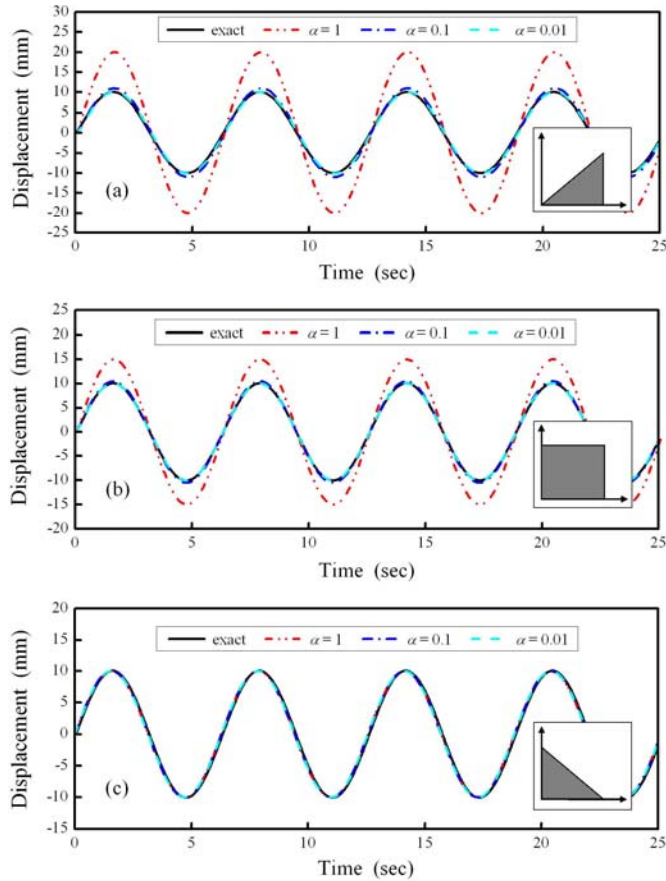 30
25
20
15
10
5
0
-5
-10
-15
-20
-25
Displacement (mm)
exact α = 1 α = 0.1 α = 0.01
(a)
0 5 10 15 20 25
Time (sec)
25
20
15
10
5
0
-5
-10
-15
-20
Displacement (mm)
exact α = 1 α = 0.1 α = 0.01
(b)
0 5 10 15 20 25
Time (sec)
20
15
10
5
0
-5
-10
-15
Displacement (mm)
exact α = 1 α = 0.1 α = 0.01
(c)
0 5 10 15 20 25
Time (sec)